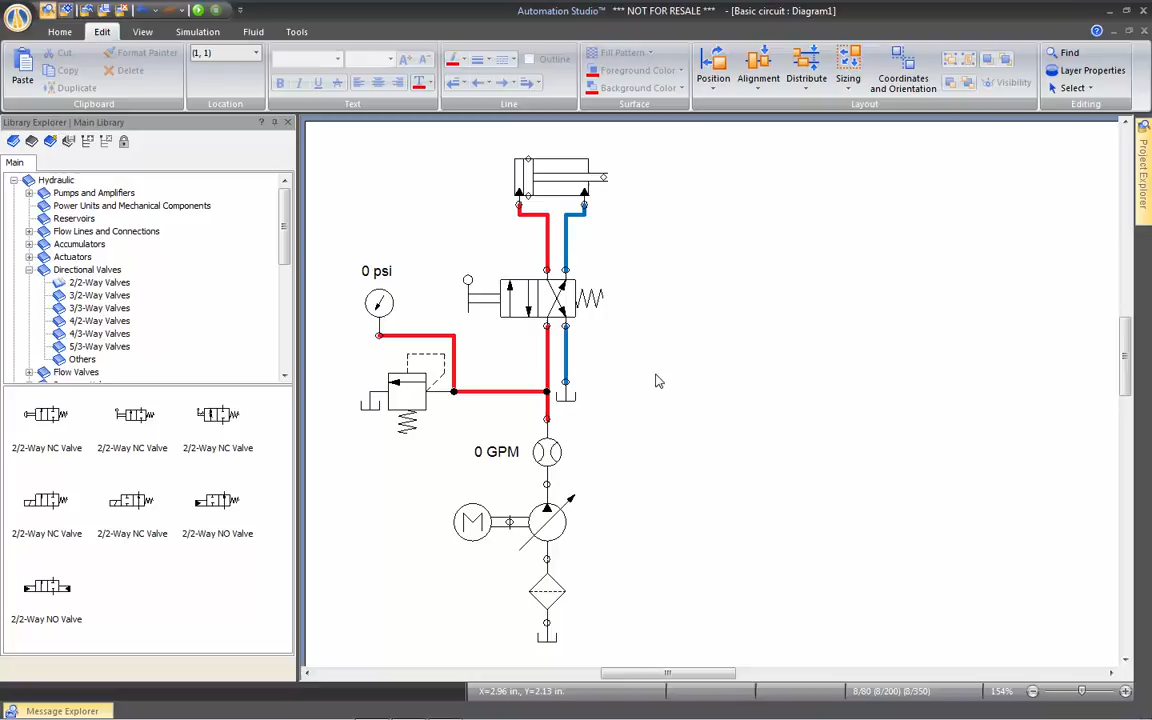 Automation Studio™ *** NOT FOR RESALE *** - [Basic circuit : Diagram1]
Home Edit View Simulation Fluid Tools
Paste
Cut
Copy
Duplicate
Format Painter
Delete
Clipboard
(1, 1)
Location
B I U
Text
Outline
Line
Fill Pattern
Foreground Color
Background Color
Surface
Position
Alignment
Distribute
Sizing
Coordinates and Orientation
Visibility
Layout
Find
Layer Properties
Select
Editing
Library Explorer | Main Library
Main
Hydraulic
Pumps and Amplifiers
Power Units and Mechanical Components
Reservoirs
Flow Lines and Connections
Accumulators
Actuators
Directional Valves
2/2-Way Valves
3/2-Way Valves
3/3-Way Valves
4/2-Way Valves
4/3-Way Valves
5/3-Way Valves
Others
Flow Valves
2/2-Way NC Valve 2/2-Way NC Valve 2/2-Way NC Valve
2/2-Way NC Valve 2/2-Way NC Valve 2/2-Way NO Valve
2/2-Way NO Valve
0 psi
0 GPM
M
Project Explorer
X=2.96 in., Y=2.13 in.
8/80 (8/200) (8/350)
154%
Message Explorer